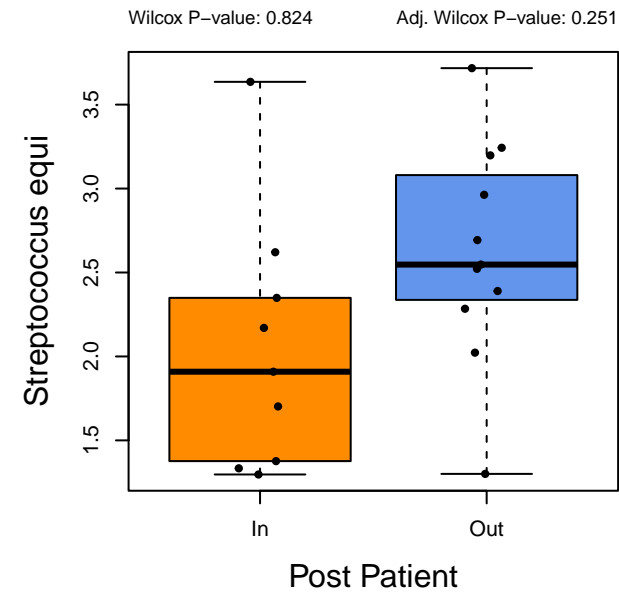 Wilcox P−value: 0.824
Adj. Wilcox P−value: 0.251
Streptococcus equi
3.5
3.0
2.5
2.0
1.5
In
Out
Post Patient